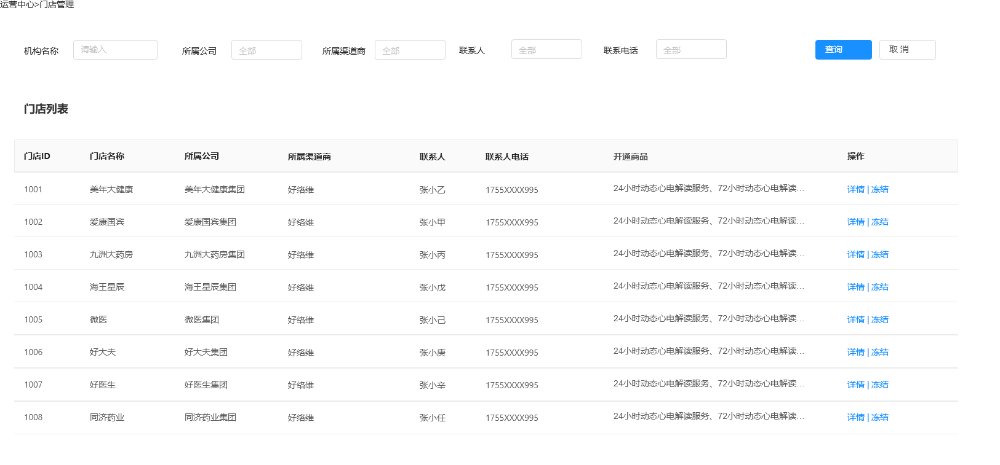 运营中心>门店管理
机构名称 请输入 所属公司 全部 所属渠道商 全部 联系人 全部 联系电话 全部 查询 取 消
门店列表
门店ID 门店名称 所属公司 所属渠道商 联系人 联系人电话 开通商品 操作
1001 美年大健康 美年大健康集团 好络维 张小乙 1755XXXX995 24小时动态心电解读服务、72小时动态心电解读… 详情 | 冻结
1002 爱康国宾 爱康国宾集团 好络维 张小甲 1755XXXX995 24小时动态心电解读服务、72小时动态心电解读… 详情 | 冻结
1003 九洲大药房 九洲大药房集团 好络维 张小丙 1755XXXX995 24小时动态心电解读服务、72小时动态心电解读… 详情 | 冻结
1004 海王星辰 海王星辰集团 好络维 张小戊 1755XXXX995 24小时动态心电解读服务、72小时动态心电解读… 详情 | 冻结
1005 微医 微医集团 好络维 张小己 1755XXXX995 24小时动态心电解读服务、72小时动态心电解读… 详情 | 冻结
1006 好大夫 好大夫集团 好络维 张小庚 1755XXXX995 24小时动态心电解读服务、72小时动态心电解读… 详情 | 冻结
1007 好医生 好医生集团 好络维 张小辛 1755XXXX995 24小时动态心电解读服务、72小时动态心电解读… 详情 | 冻结
1008 同济药业 同济药业集团 好络维 张小任 1755XXXX995 24小时动态心电解读服务、72小时动态心电解读… 详情 | 冻结